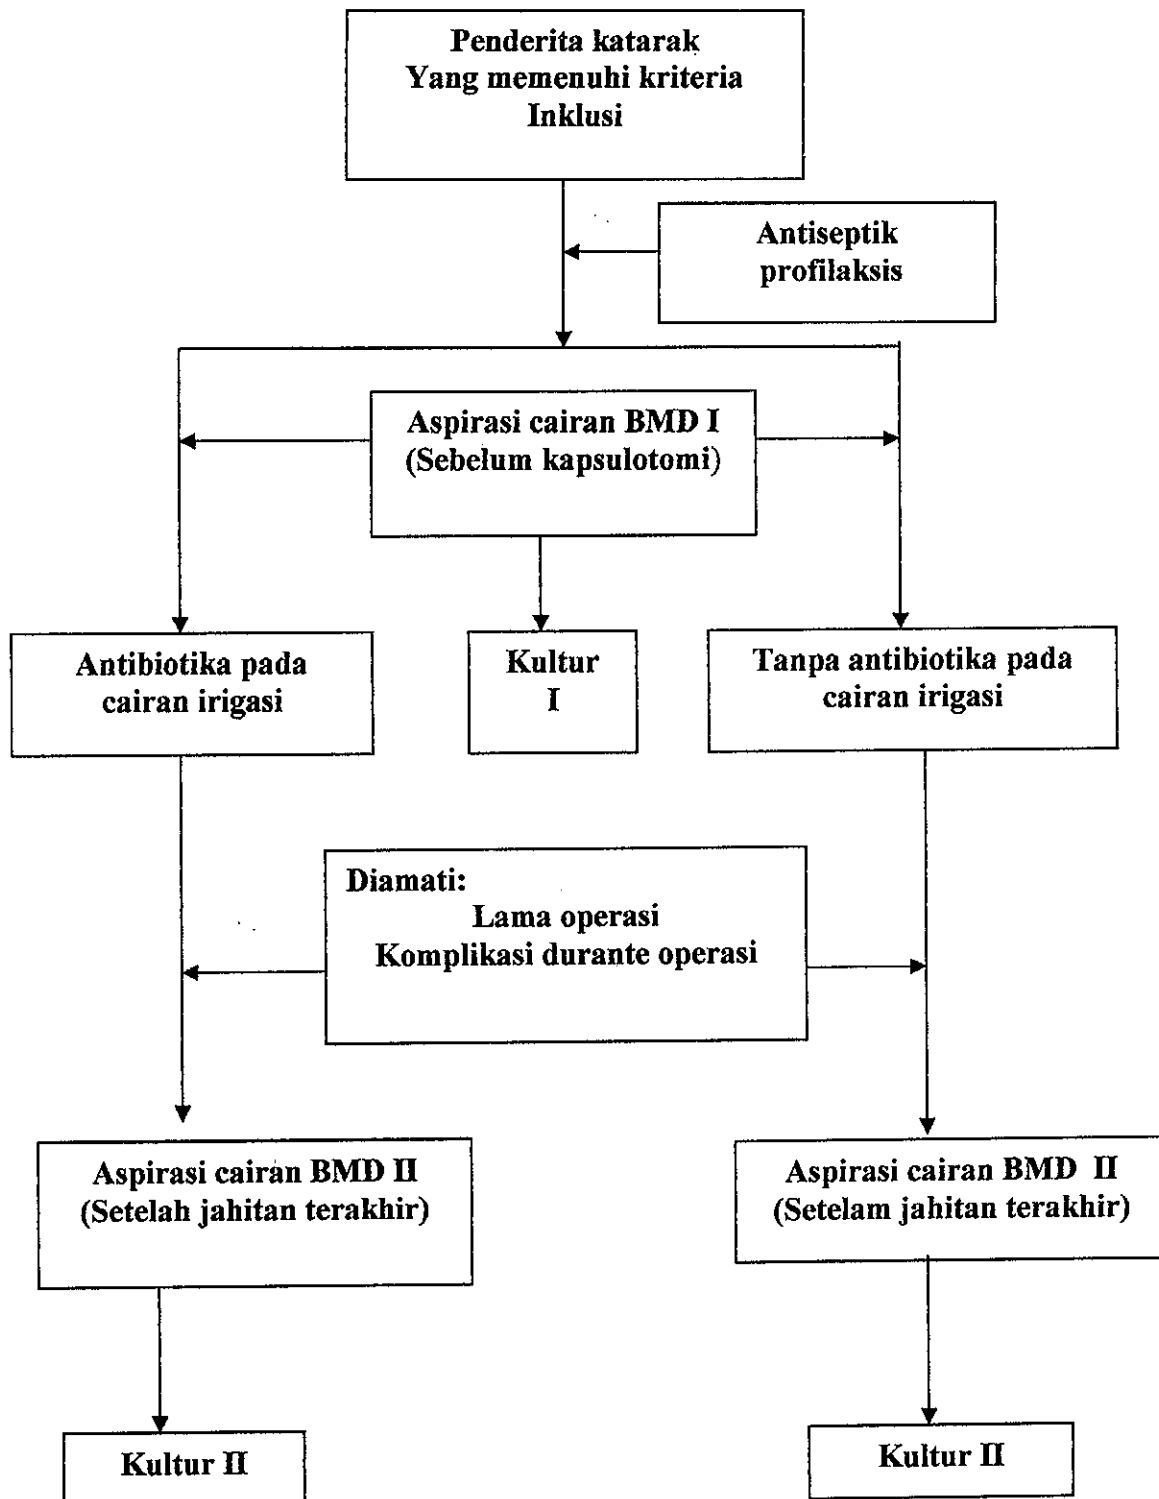 Penderita katarak
Yang memenuhi kriteria
Inklusi
Antiseptik
profilaksis
Aspirasi cairan BMD I
(Sebelum kapsulotomi)
Antibiotika pada
cairan irigasi
Kultur
I
Tanpa antibiotika pada
cairan irigasi
Diamati:
Lama operasi
Komplikasi durante operasi
Aspirasi cairan BMD II
(Setelah jahitan terakhir)
Aspirasi cairan BMD II
(Setelam jahitan terakhir)
Kultur II
Kultur II